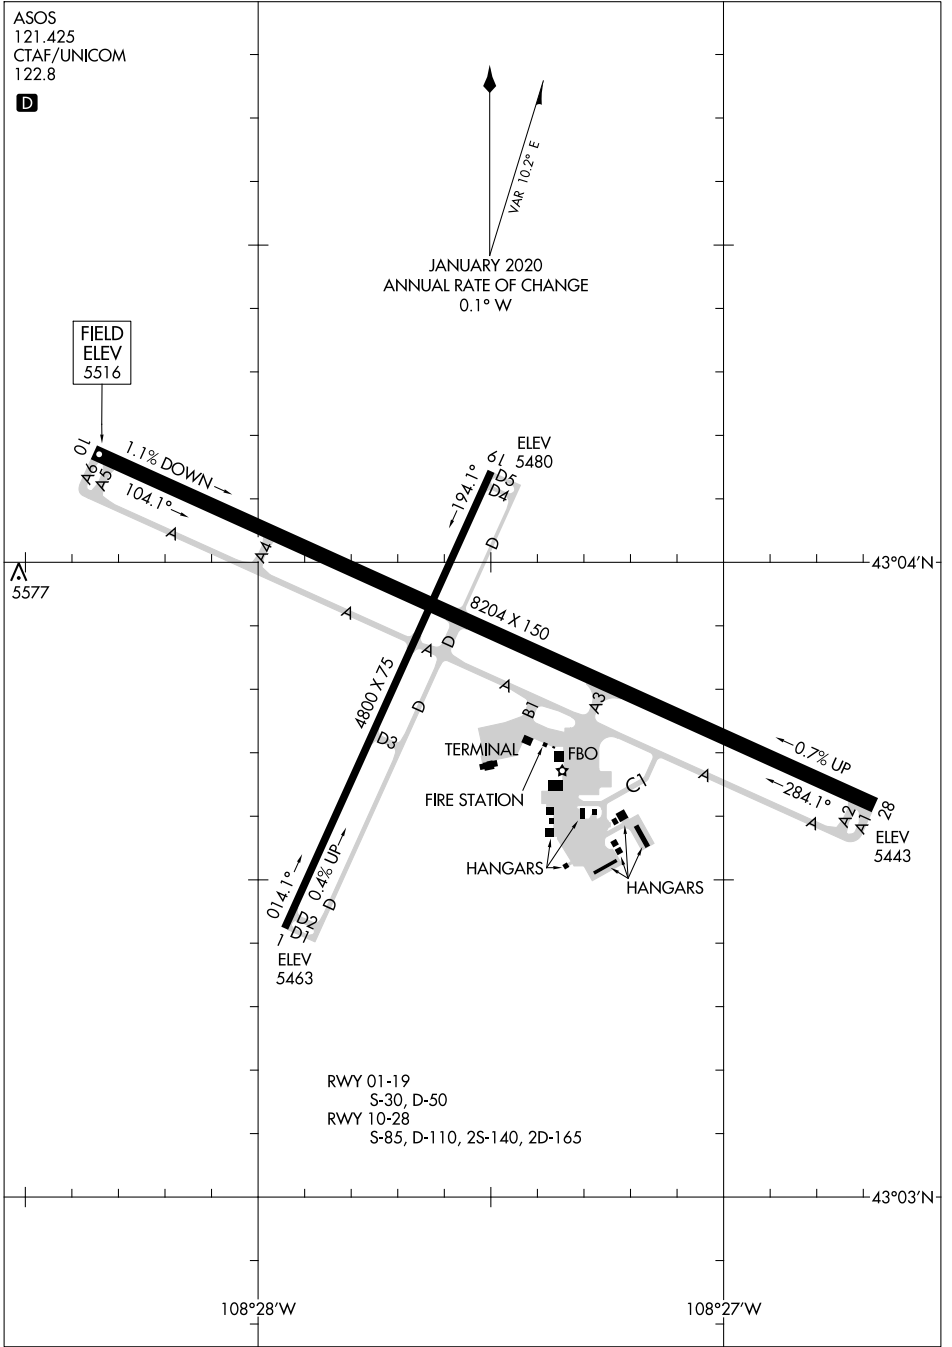 ASOS
121.425
CTAF/UNICOM
122.8
D
VAR 10.2° E
JANUARY 2020
ANNUAL RATE OF CHANGE
0.1° W
FIELD
ELEV
5516
10
A6
A5
1.1% DOWN
104.1°
A
A4
19
ELEV
5480
D5
D4
194.1°
D
43°04'N
5577
8204 X 150
A
A
D
4800 X 75
D
D3
A
B1
A3
TERMINAL
FBO
FIRE STATION
C1
A
0.7% UP
284.1°
A
A2
A1
28
ELEV
5443
HANGARS
HANGARS
014.1°
0.4% UP
D
D2
D1
1
ELEV
5463
RWY 01-19
S-30, D-50
RWY 10-28
S-85, D-110, 2S-140, 2D-165
43°03'N
108°28'W
108°27'W